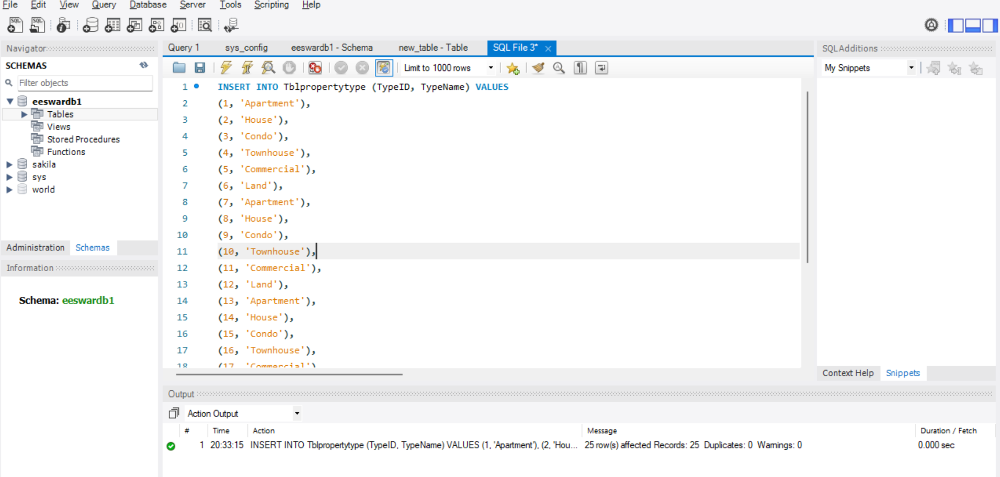 File Edit View Query Database Server Tools Scripting Help
Navigator
SCHEMAS
Filter objects
eeswardb1
Tables
Views
Stored Procedures
Functions
sakila
sys
world
Administration Schemas
Information
Schema: eeswardb1
Query 1 sys_config eeswardb1 - Schema new_table - Table SQL File 3*
Limit to 1000 rows
1 INSERT INTO Tblpropertytype (TypeID, TypeName) VALUES
2 (1, 'Apartment'),
3 (2, 'House'),
4 (3, 'Condo'),
5 (4, 'Townhouse'),
6 (5, 'Commercial'),
7 (6, 'Land'),
8 (7, 'Apartment'),
9 (8, 'House'),
10 (9, 'Condo'),
11 (10, 'Townhouse'),
12 (11, 'Commercial'),
13 (12, 'Land'),
14 (13, 'Apartment'),
15 (14, 'House'),
16 (15, 'Condo'),
17 (16, 'Townhouse'),
18 (17, 'Commercial')
SQLAdditions
My Snippets
Context Help Snippets
Output
Action Output
# Time Action Message Duration / Fetch
1 20:33:15 INSERT INTO Tblpropertytype (TypeID, TypeName) VALUES (1, 'Apartment'), (2, 'Hou... 25 row(s) affected Records: 25 Duplicates: 0 Warnings: 0 0.000 sec